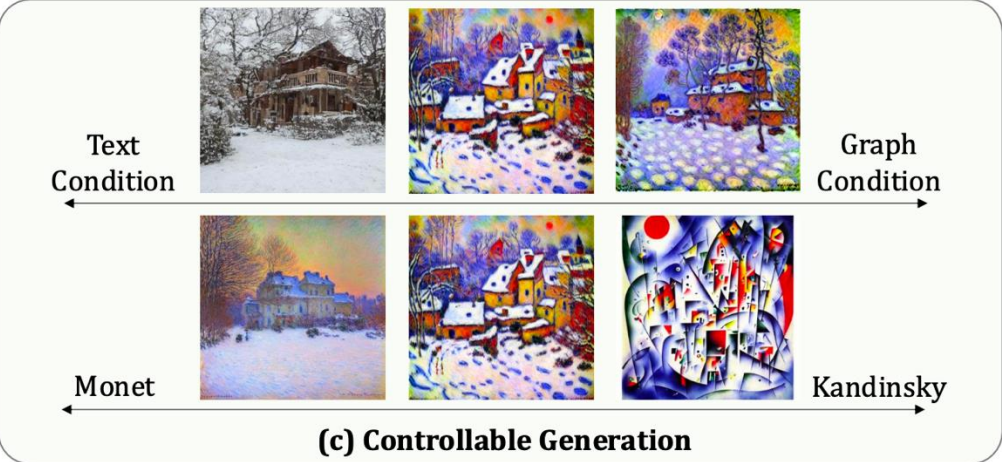 Text
Condition
Graph
Condition
Monet
Kandinsky
(c) Controllable Generation